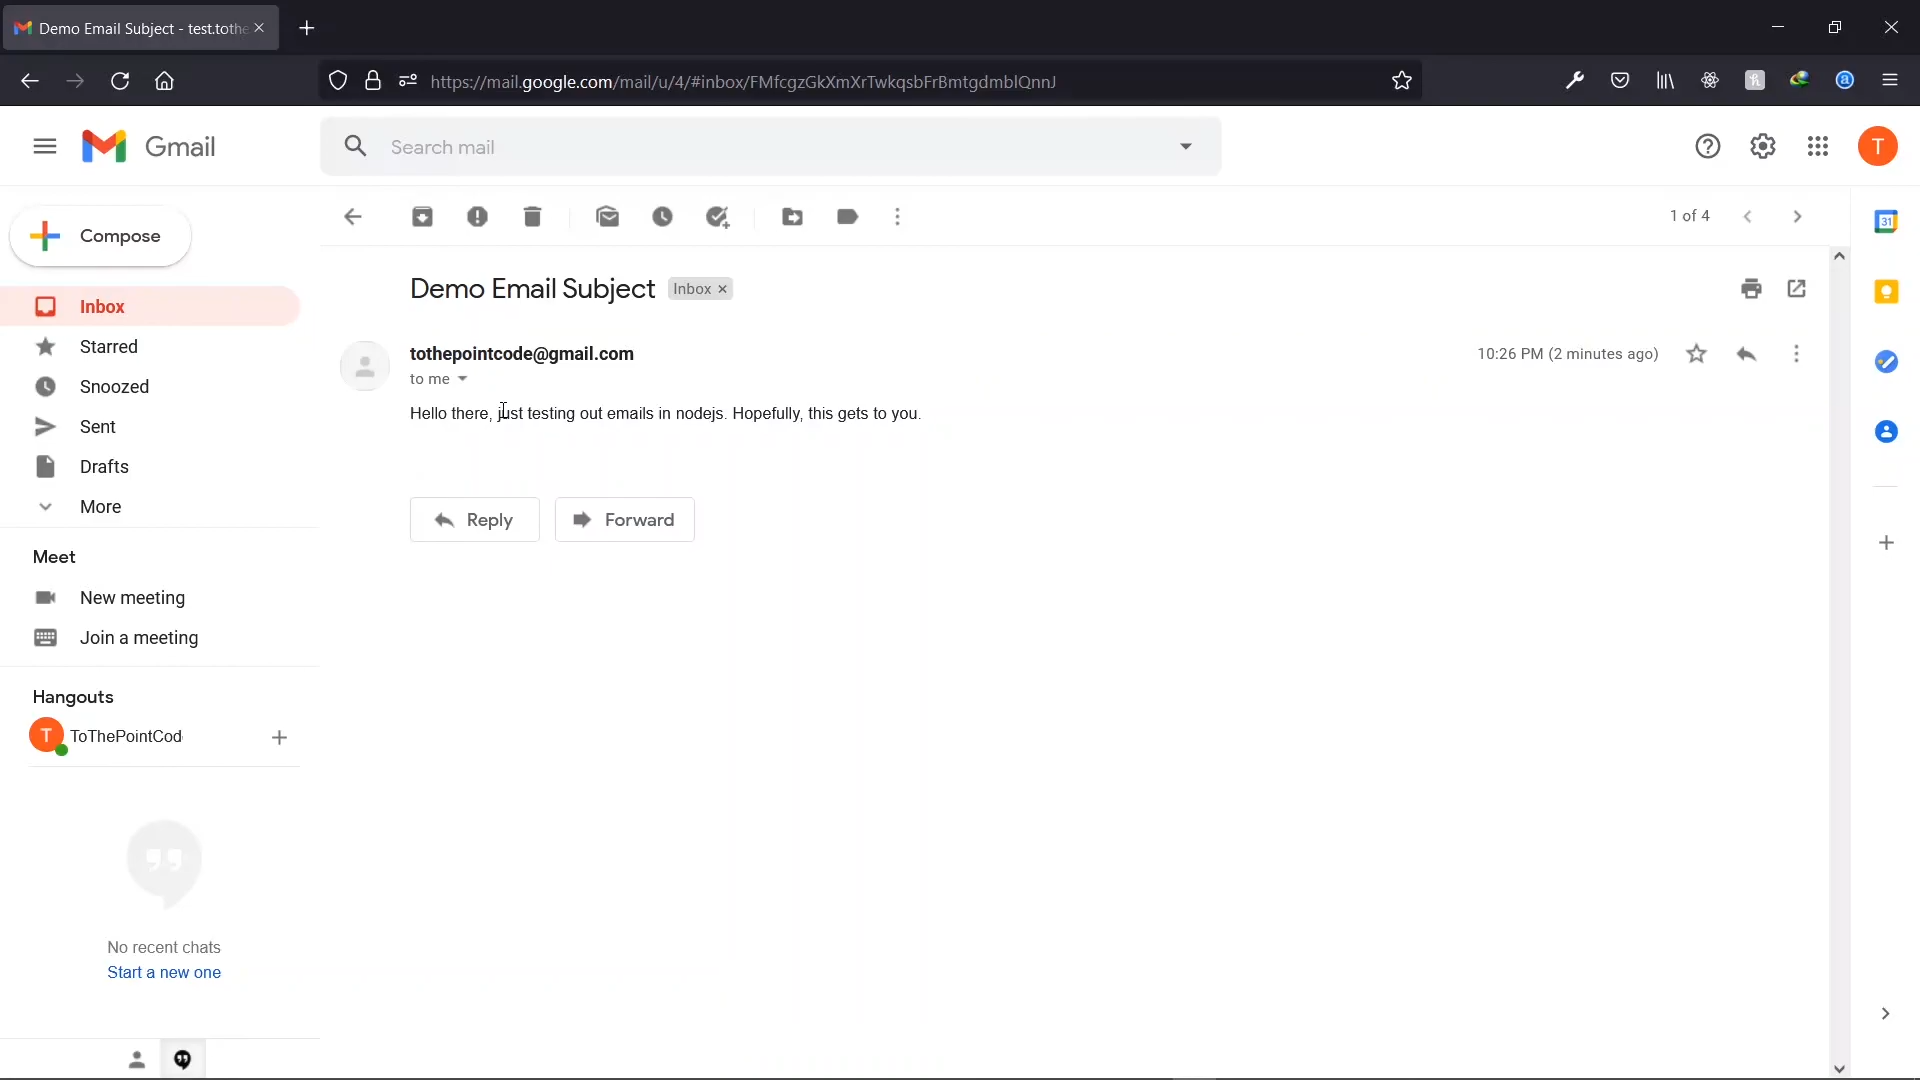 Demo Email Subject - test.tothe
https://mail.google.com/mail/u/4/#inbox/FMfcgzGkXmXrTwkqsbFrBmtgdmblQnnJ
Gmail
Search mail
T
Compose
1 of 4
31
Inbox
Starred
Snoozed
Sent
Drafts
More
Demo Email Subject
Inbox ×
tothepointcode@gmail.com
10:26 PM (2 minutes ago)
to me
Hello there, just testing out emails in nodejs. Hopefully, this gets to you.
Reply
Forward
Meet
New meeting
Join a meeting
Hangouts
T
ToThePointCod
No recent chats
Start a new one